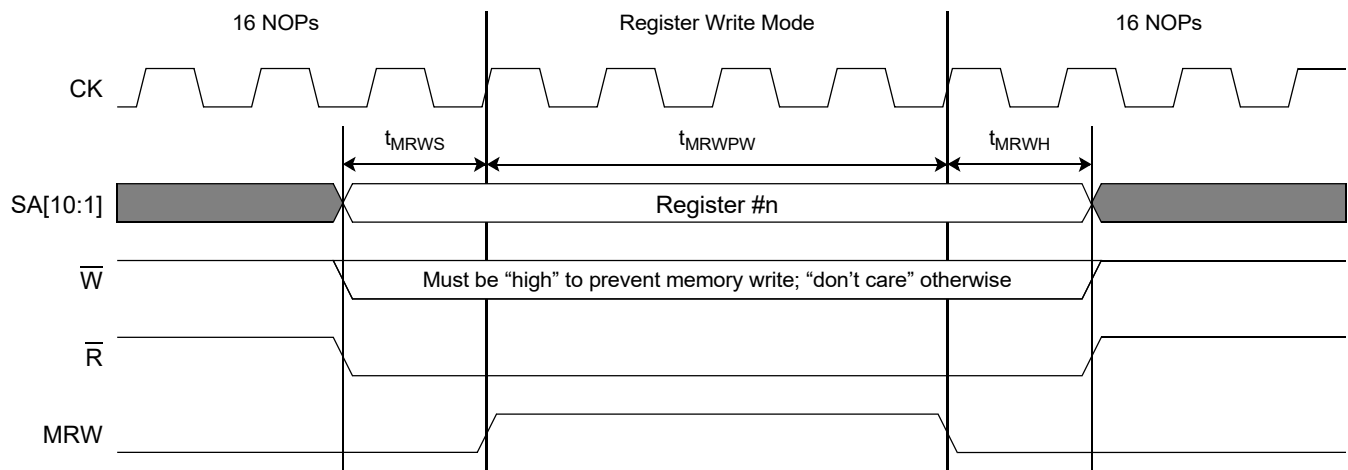 16 NOPs Register Write Mode 16 NOPs
CK
tMRWS tMRWPW tMRWH
SA[10:1] Register #n
W Must be “high” to prevent memory write; “don’t care” otherwise
R
MRW